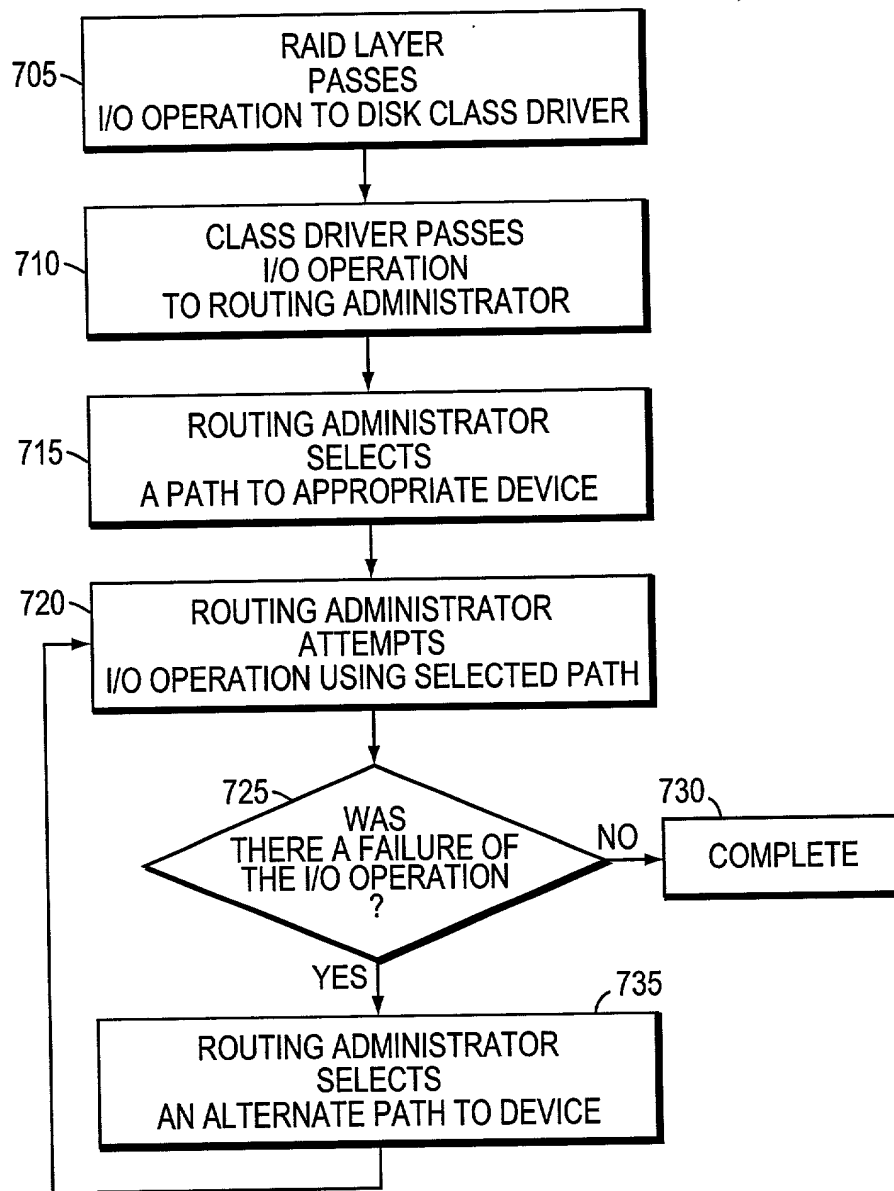 705
RAID LAYER
PASSES
I/O OPERATION TO DISK CLASS DRIVER
710
CLASS DRIVER PASSES
I/O OPERATION
TO ROUTING ADMINISTRATOR
715
ROUTING ADMINISTRATOR
SELECTS
A PATH TO APPROPRIATE DEVICE
720
ROUTING ADMINISTRATOR
ATTEMPTS
I/O OPERATION USING SELECTED PATH
725
WAS
THERE A FAILURE OF
THE I/O OPERATION
?
NO
730
COMPLETE
YES
735
ROUTING ADMINISTRATOR
SELECTS
AN ALTERNATE PATH TO DEVICE